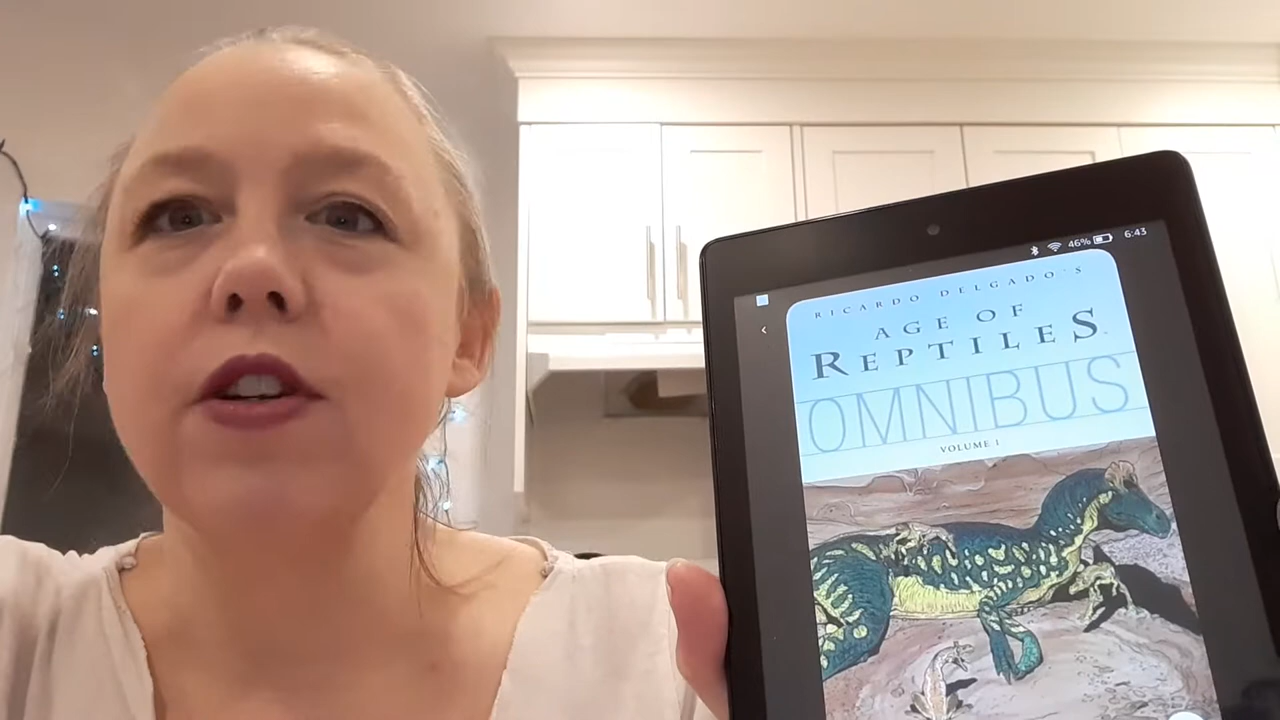 46% 6:43
RICARDO DELGADO'S
AGE OF
REPTILES
OMNIBUS
VOLUME 1